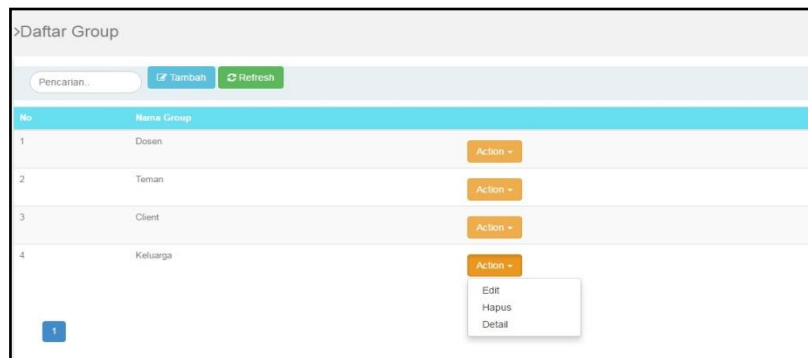 >Daftar Group
Pencarian.. Tambah Refresh
No Nama Group
1 Dosen Action
2 Teman Action
3 Client Action
4 Keluarga Action
Edit
Hapus
Detail
1